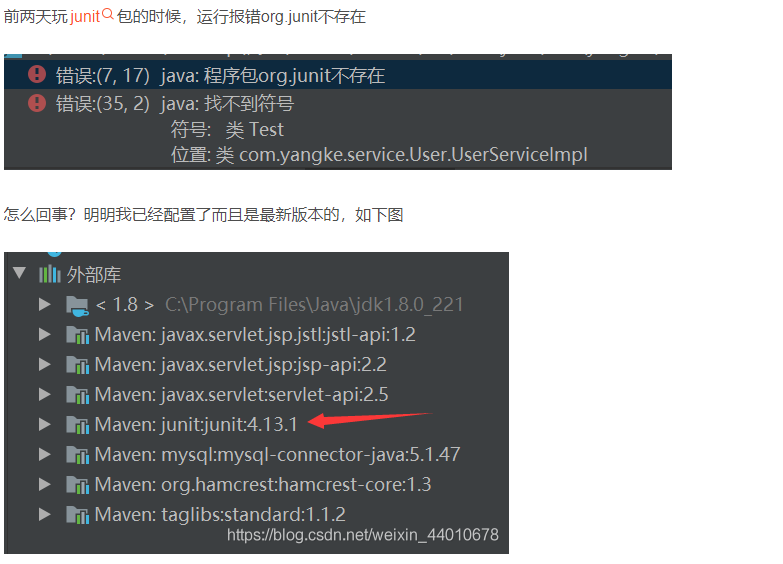 前两天玩 junit 包的时候，运行报错org.junit不存在
错误:(7, 17) java: 程序包org.junit不存在
错误:(35, 2) java: 找不到符号
符号: 类 Test
位置: 类 com.yangke.service.User.UserServiceImpl
怎么回事？明明我已经配置了而且是最新版本的，如下图
外部库
< 1.8 > C:\Program Files\Java\jdk1.8.0_221
Maven: javax.servlet.jsp.jstl:jstl-api:1.2
Maven: javax.servlet.jsp:jsp-api:2.2
Maven: javax.servlet:servlet-api:2.5
Maven: junit:junit:4.13.1
Maven: mysql:mysql-connector-java:5.1.47
Maven: org.hamcrest:hamcrest-core:1.3
Maven: taglibs:standard:1.1.2
https://blog.csdn.net/weixin_44010678